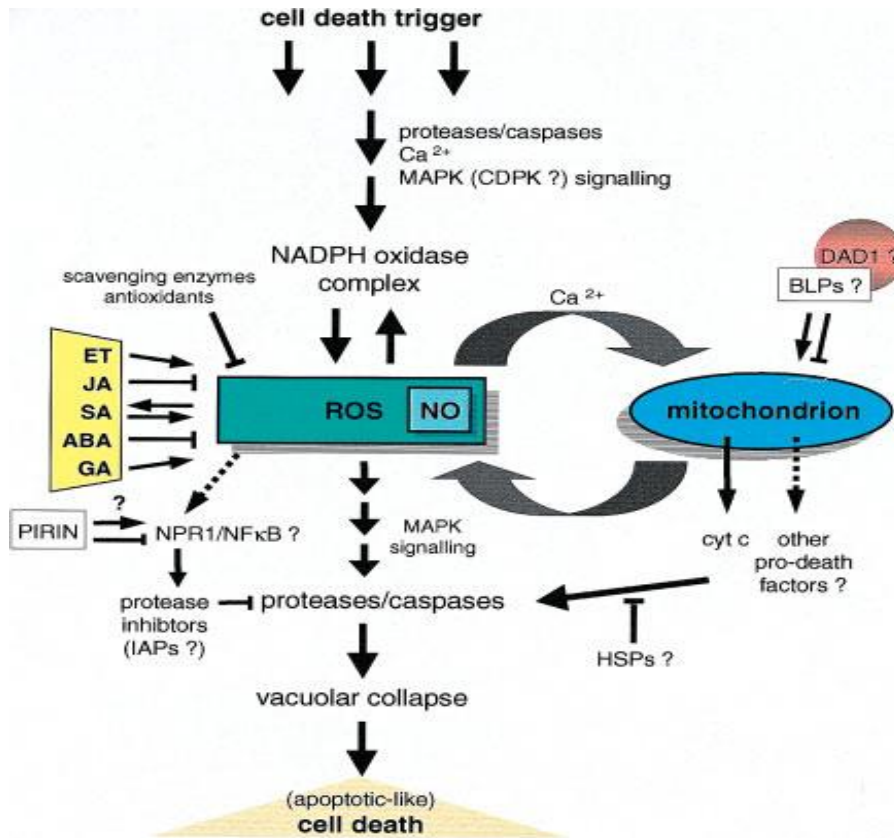 cell death trigger
proteases/caspases
Ca 2+
MAPK (CDPK ?) signalling
NADPH oxidase
complex
scavenging enzymes
antioxidants
Ca 2+
DAD1 ?
BLPs ?
ET
JA
SA
ABA
GA
ROS
NO
mitochondrion
?
PIRIN
NPR1/NFκB ?
MAPK
signalling
cyt c
other
pro-death
factors ?
protease
inhibtors
(IAPs ?)
proteases/caspases
HSPs ?
vacuolar collapse
(apoptotic-like)
cell death